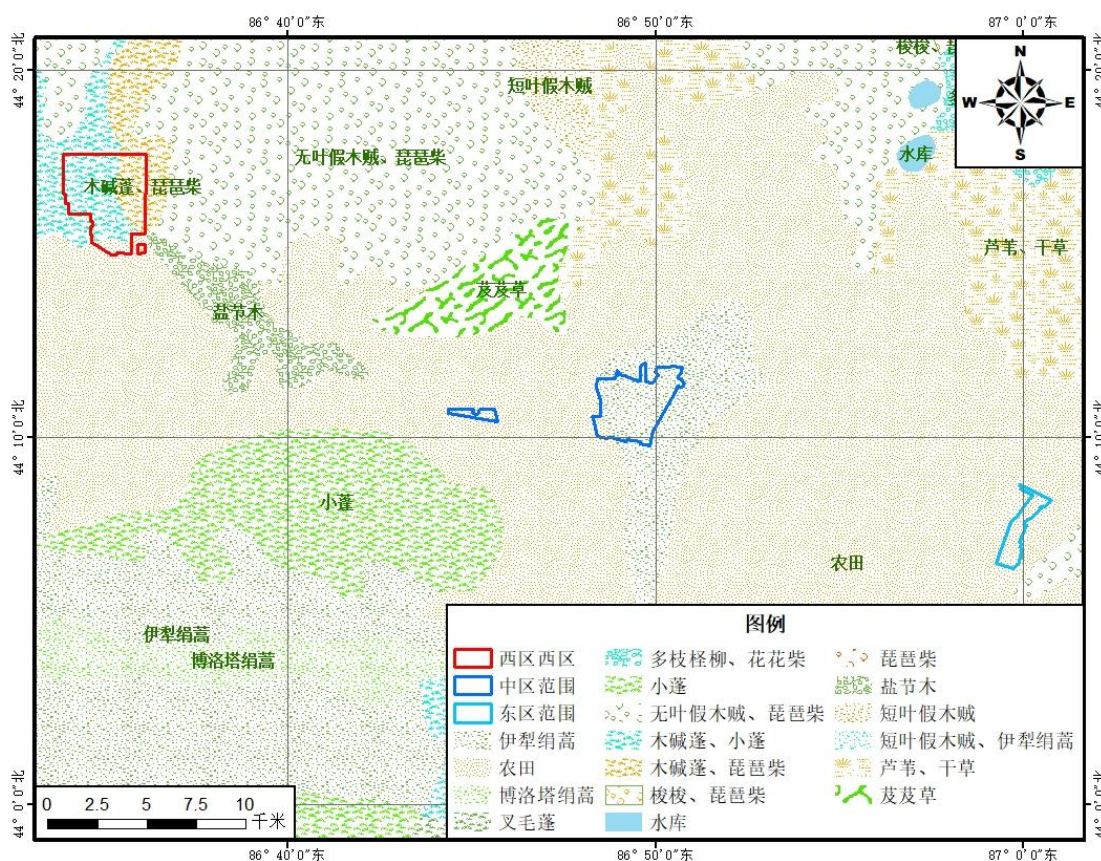 86° 40'0"东
86° 50'0"东
87° 0'0"东
44° 20'0"北
梭梭、琵
短叶假木贼
N
W
E
S
无叶假木贼、琵琶柴
水库
木碱蓬、琵琶柴
芦苇、干草
芨芨草
盐节木
44° 10'0"北
小蓬
农田
伊犁绢蒿
博洛塔绢蒿
图例
西区西区
多枝柽柳、花花柴
琵琶柴
中区范围
小蓬
盐节木
东区范围
无叶假木贼、琵琶柴
短叶假木贼
伊犁绢蒿
木碱蓬、小蓬
短叶假木贼、伊犁绢蒿
农田
木碱蓬、琵琶柴
芦苇、干草
博洛塔绢蒿
梭梭、琵琶柴
芨芨草
叉毛蓬
水库
0 2.5 5 7.5 10
千米
44° 0'0"北
86° 40'0"东
86° 50'0"东
87° 0'0"东